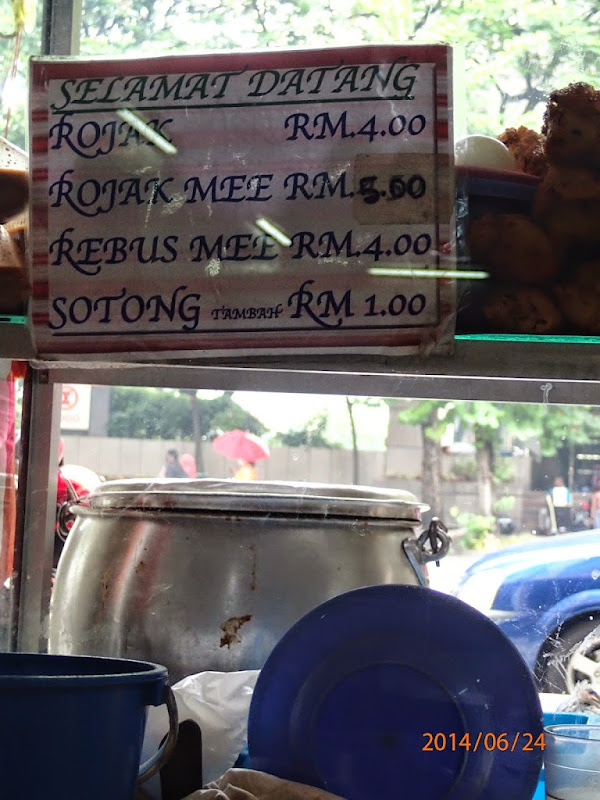 SELAMAT DATANG
ROJAK RM.4.00
ROJAK MEE RM.5.00
REBUS MEE RM.4.00
SOTONG TAMBAH RM 1.00
2014/06/24